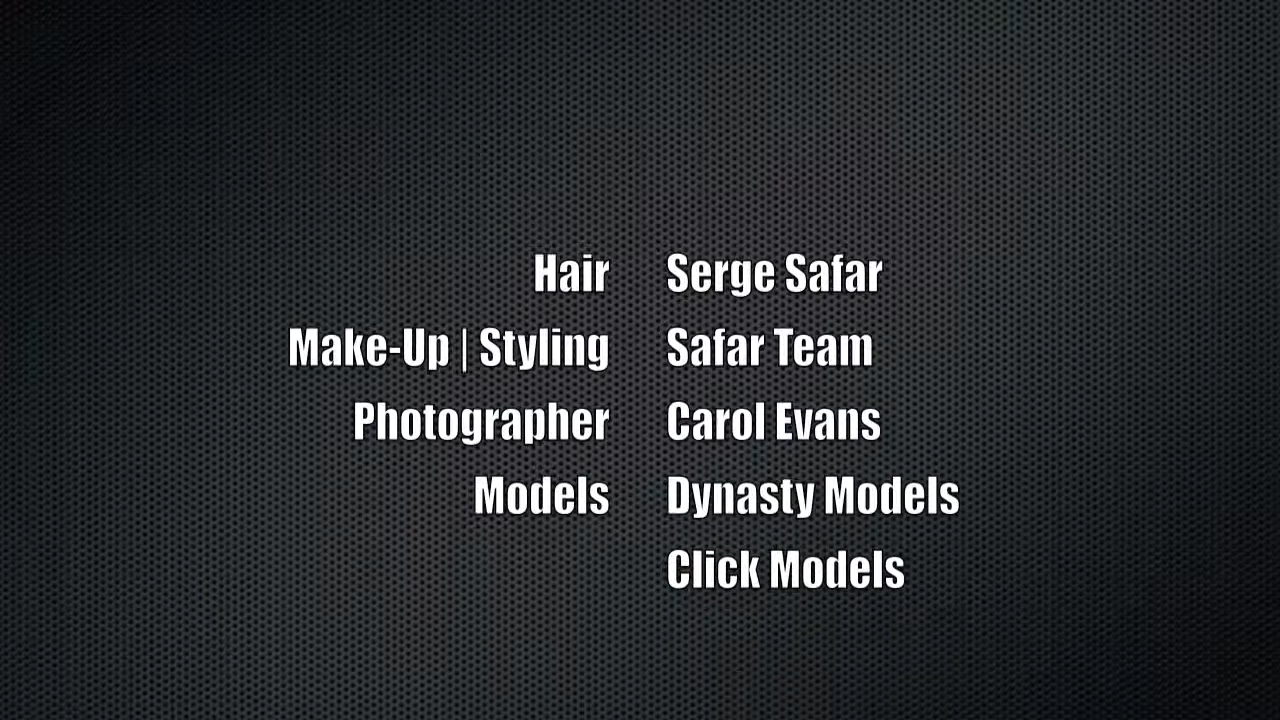 Hair Serge Safar
Make-Up | Styling Safar Team
Photographer Carol Evans
Models Dynasty Models
Click Models